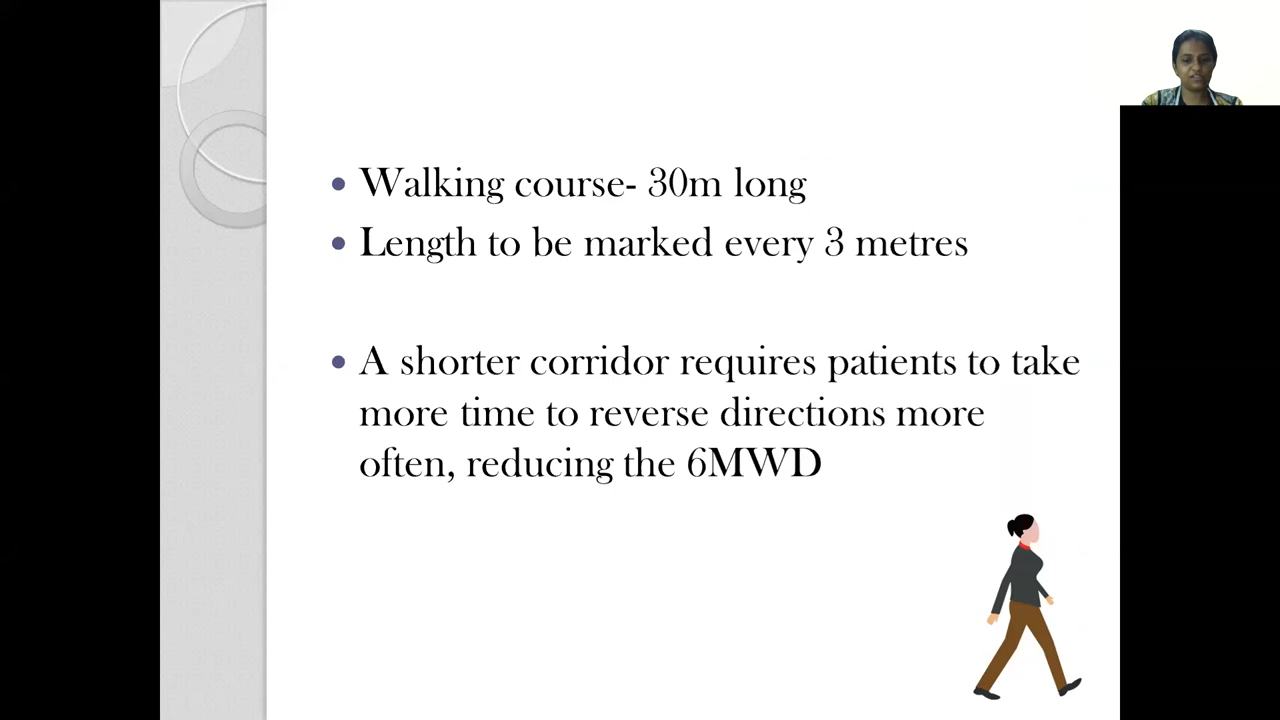 Walking course- 30m long
Length to be marked every 3 metres
A shorter corridor requires patients to take
more time to reverse directions more
often, reducing the 6MWD